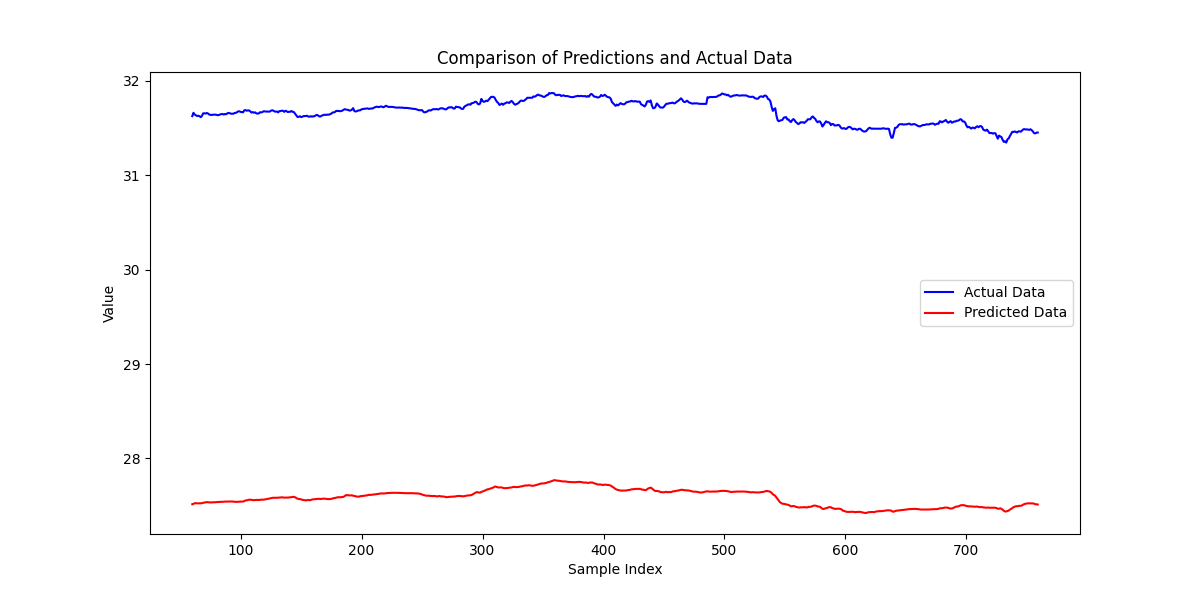 Comparison of Predictions and Actual Data
32
31
30
29
28
Value
Actual Data
Predicted Data
100 200 300 400 500 600 700
Sample Index